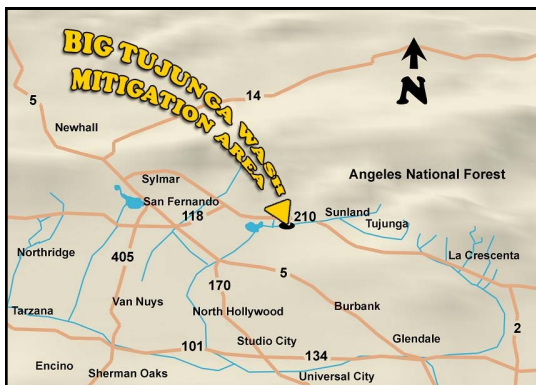 BIG TUJUNGA WASH
MITIGATION AREA
N
5
14
Newhall
Angeles National Forest
Sylmar
San Fernando
118
210
Sunland
Tujunga
Northridge
405
La Crescenta
5
170
Tarzana
Van Nuys
North Hollywood
Burbank
2
Studio City
Glendale
101
134
Encino
Sherman Oaks
Universal City